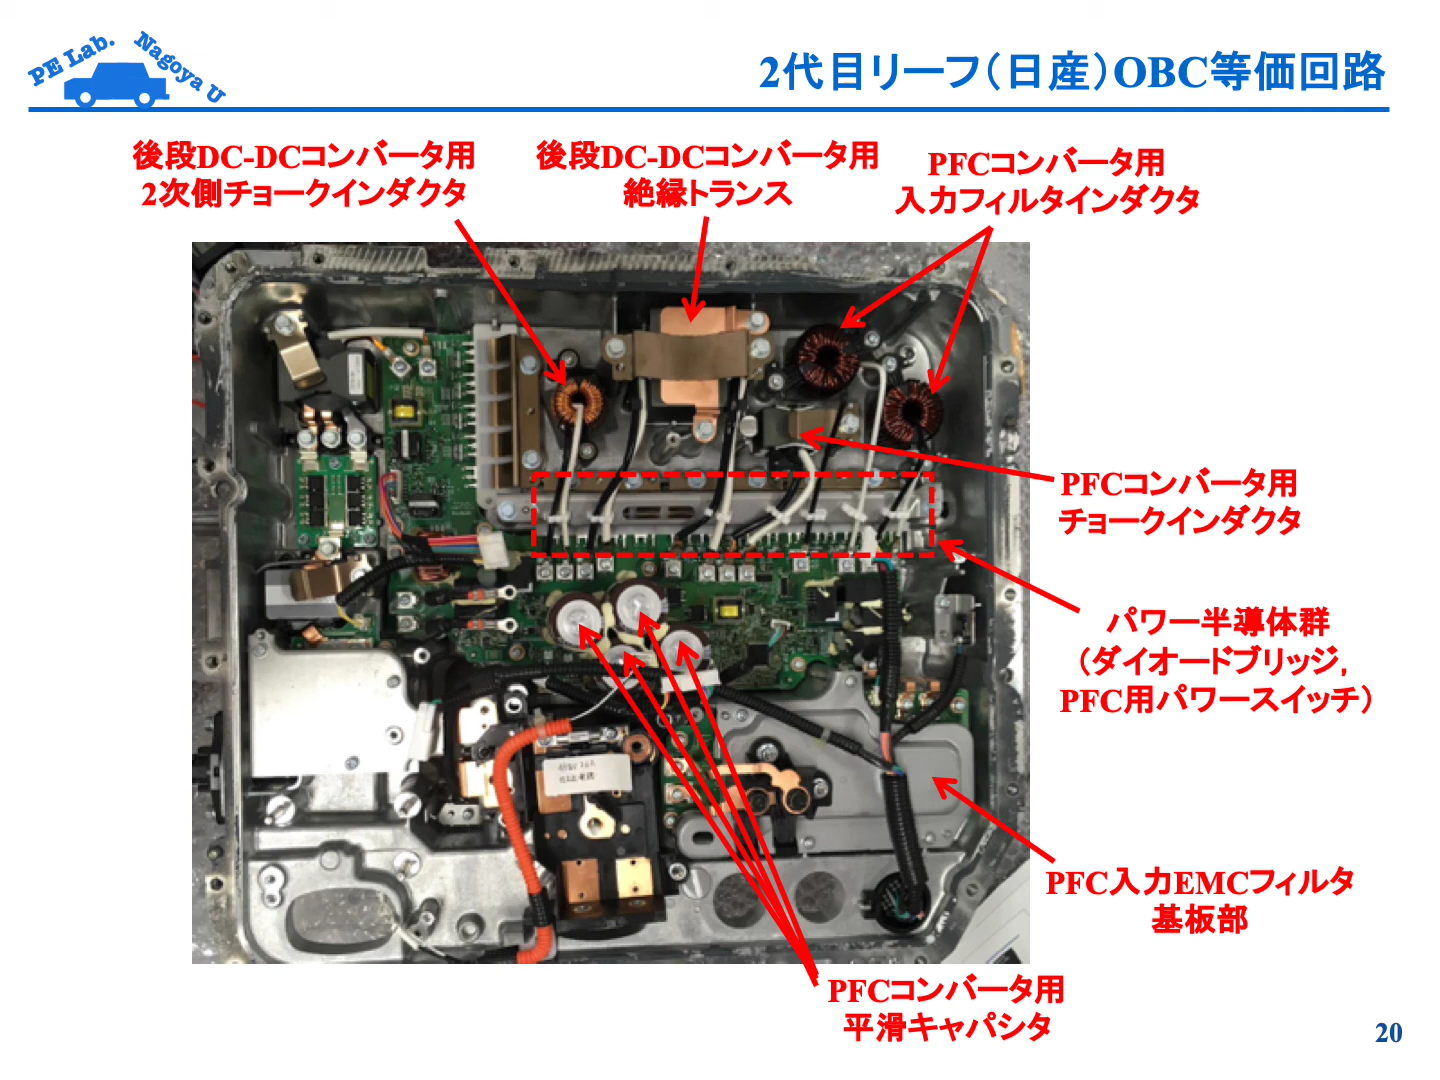 PE Lab. Nagoya U
2代目リーフ(日産)OBC等価回路
後段DC-DCコンバータ用
2次側チョークインダクタ
後段DC-DCコンバータ用
絶縁トランス
PFCコンバータ用
入力フィルタインダクタ
PFCコンバータ用
チョークインダクタ
パワー半導体群
(ダイオードブリッジ,
PFC用パワースイッチ)
PFC入力EMCフィルタ
基板部
PFCコンバータ用
平滑キャパシタ
20